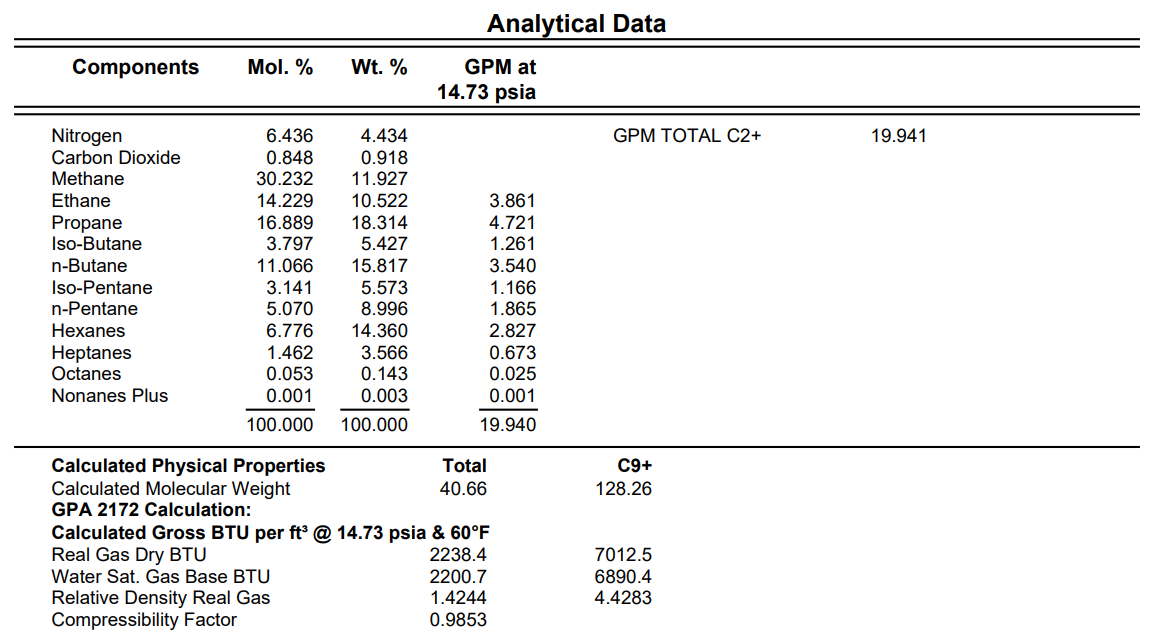 Analytical Data
Components Mol. % Wt. % GPM at
14.73 psia
Nitrogen 6.436 4.434 GPM TOTAL C2+ 19.941
Carbon Dioxide 0.848 0.918
Methane 30.232 11.927
Ethane 14.229 10.522 3.861
Propane 16.889 18.314 4.721
Iso-Butane 3.797 5.427 1.261
n-Butane 11.066 15.817 3.540
Iso-Pentane 3.141 5.573 1.166
n-Pentane 5.070 8.996 1.865
Hexanes 6.776 14.360 2.827
Heptanes 1.462 3.566 0.673
Octanes 0.053 0.143 0.025
Nonanes Plus 0.001 0.003 0.001
100.000 100.000 19.940
Calculated Physical Properties Total C9+
Calculated Molecular Weight 40.66 128.26
GPA 2172 Calculation:
Calculated Gross BTU per ft³ @ 14.73 psia & 60°F
Real Gas Dry BTU 2238.4 7012.5
Water Sat. Gas Base BTU 2200.7 6890.4
Relative Density Real Gas 1.4244 4.4283
Compressibility Factor 0.9853